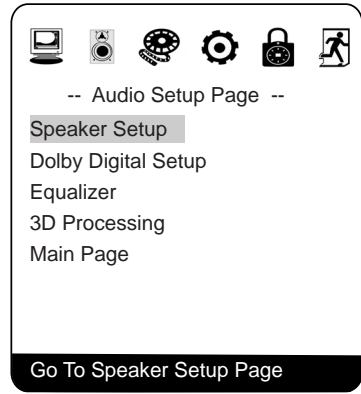 -- Audio Setup Page --
Speaker Setup
Dolby Digital Setup
Equalizer
3D Processing
Main Page
Go To Speaker Setup Page